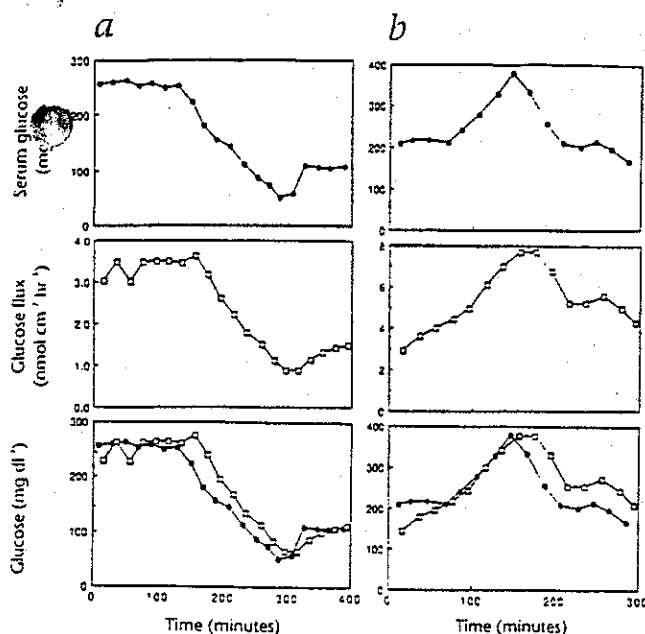 a
b
300
200
100
0
Serum glucose
400
300
200
100
0
4.0
3.0
2.0
1.0
0.0
Glucose flux
(nmol cm⁻² hr⁻¹)
8
6
4
2
0
300
200
100
0
Glucose (mg dl⁻¹)
0 100 200 300 400
Time (minutes)
400
300
200
100
0
0 100 200 300
Time (minutes)